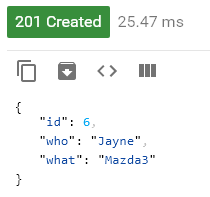 201 Created 25.47 ms
{
"id": 6,
"who": "Jayne",
"what": "Mazda3"
}